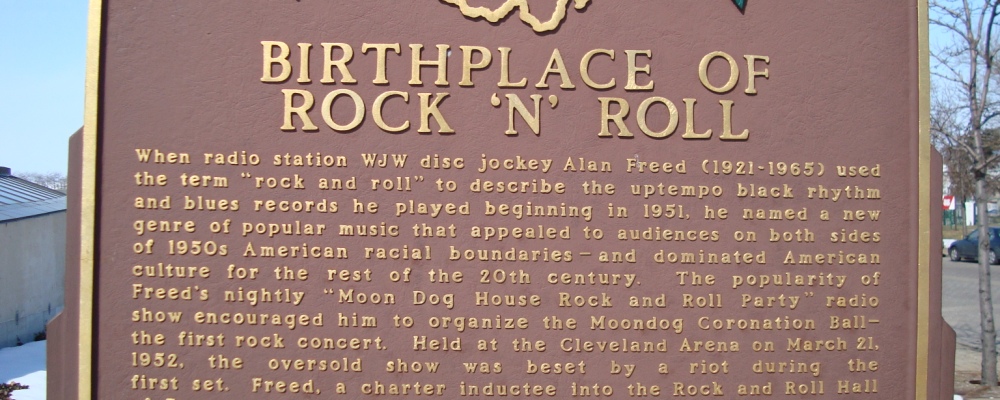 BIRTHPLACE OF
ROCK 'N' ROLL
When radio station WJW disc jockey Alan Freed (1921-1965) used
the term "rock and roll" to describe the uptempo black rhythm
and blues records he played beginning in 1951, he named a new
genre of popular music that appealed to audiences on both sides
of 1950s American racial boundaries—and dominated American
culture for the rest of the 20th century. The popularity of
Freed's nightly "Moon Dog House Rock and Roll Party" radio
show encouraged him to organize the Moondog Coronation Ball—
the first rock concert. Held at the Cleveland Arena on March 21,
1952, the oversold show was beset by a riot during the
first set. Freed, a charter inductee into the Rock and Roll Hall